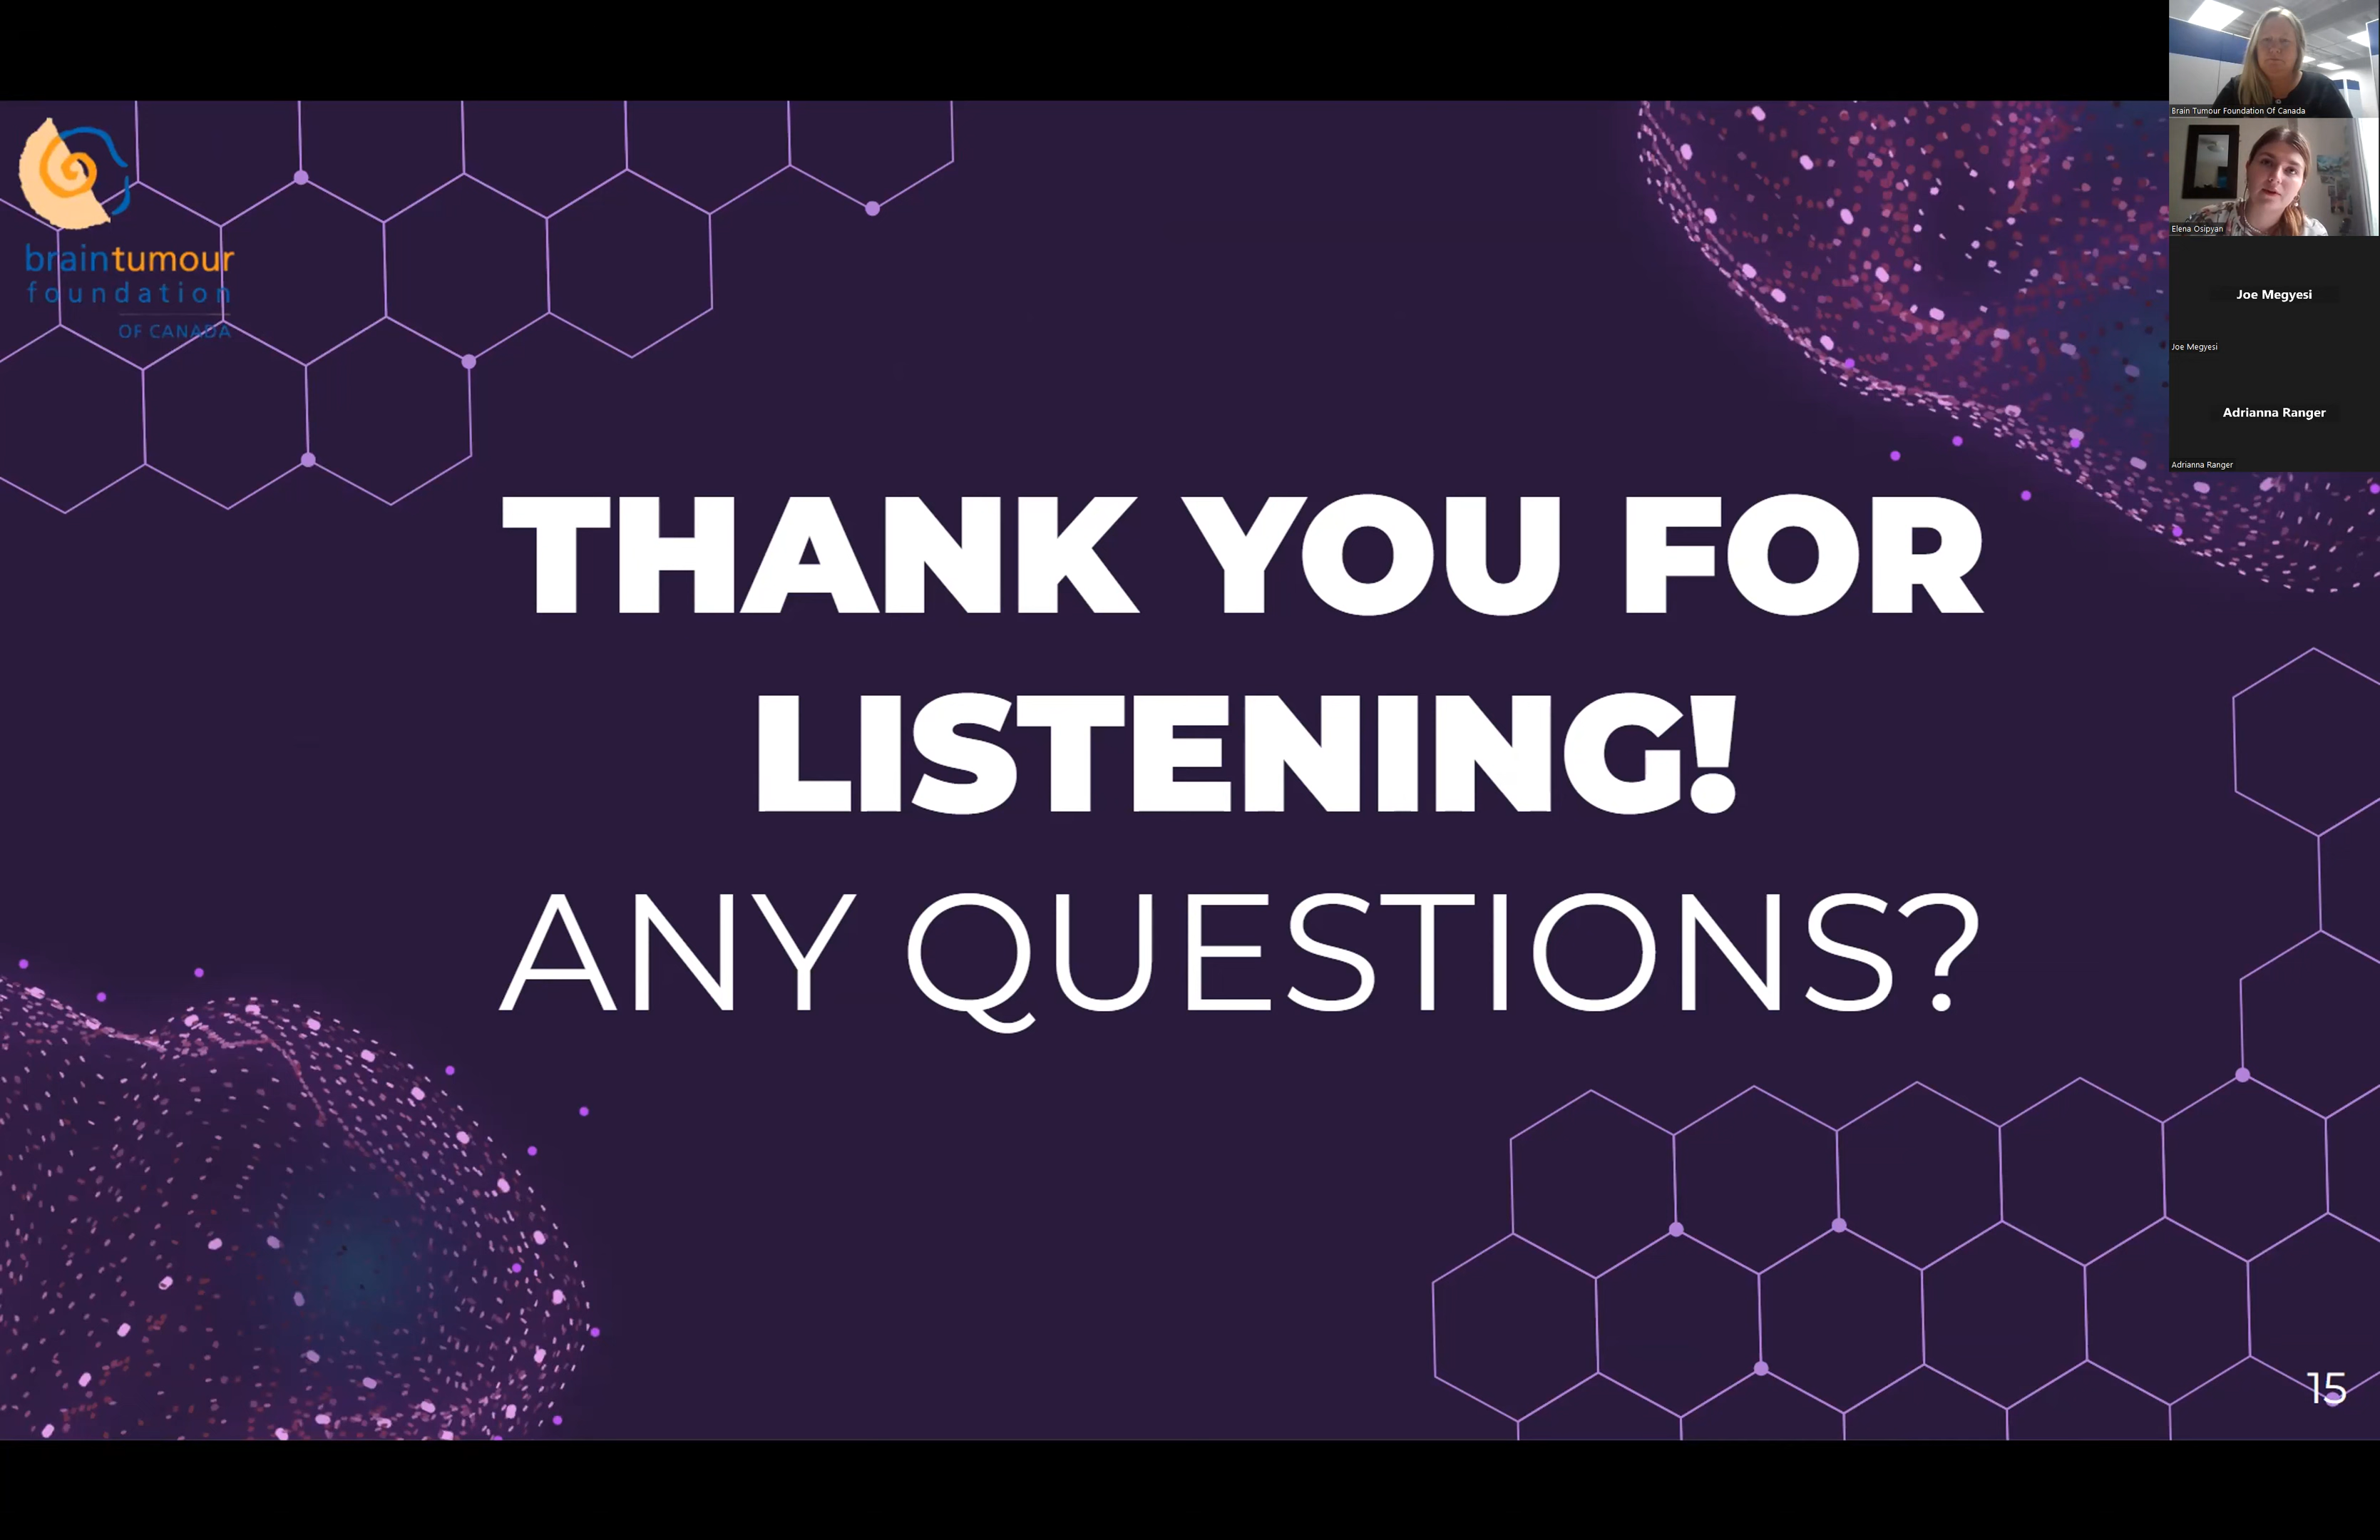 braintumour
foundation
OF CANADA
THANK YOU FOR
LISTENING!
ANY QUESTIONS?
15
Brain Tumour Foundation Of Canada
Elena Osipyan
Joe Megyesi
Joe Megyesi
Adrianna Ranger
Adrianna Ranger